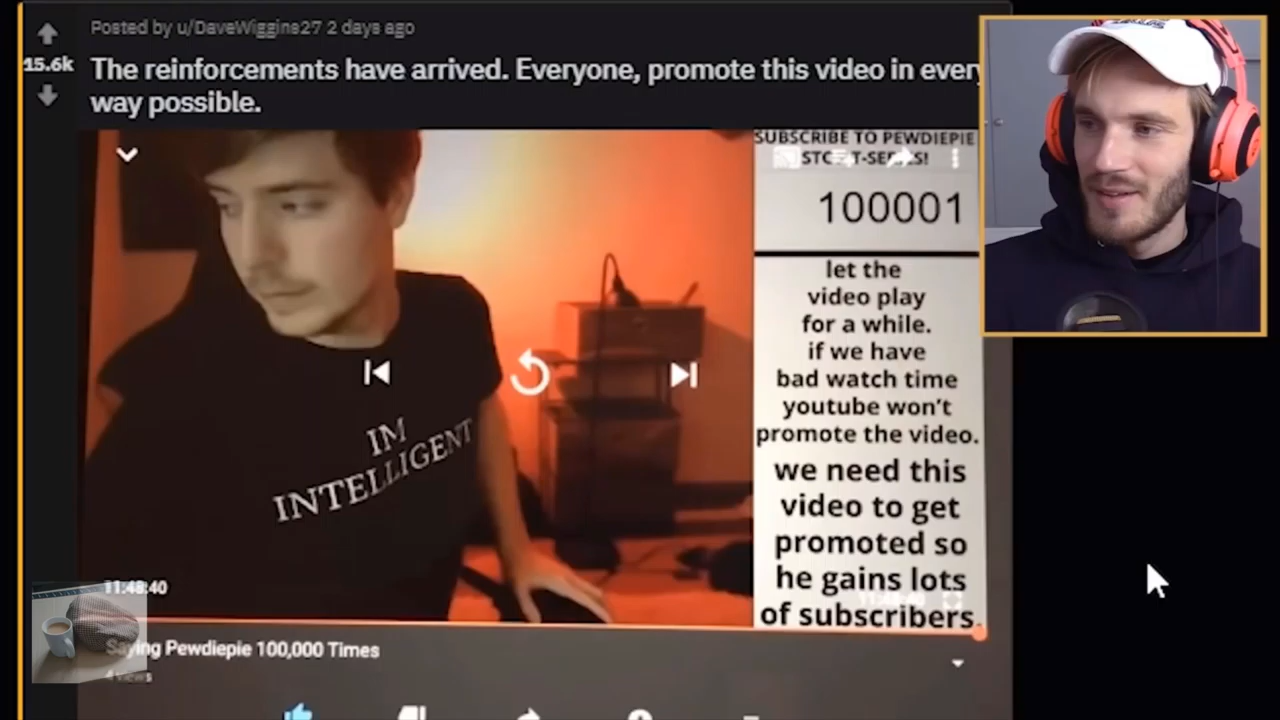 Posted by u/DaveWiggins27 2 days ago
15.6k
The reinforcements have arrived. Everyone, promote this video in every
way possible.
SUBSCRIBE TO PEWDIEPIE
T-SERIES!
100001
let the
video play
for a while.
if we have
bad watch time
youtube won't
promote the video.
we need this
video to get
promoted so
he gains lots
of subscribers.
IM
INTELLIGENT
11:48:40
Saying Pewdiepie 100,000 Times
views